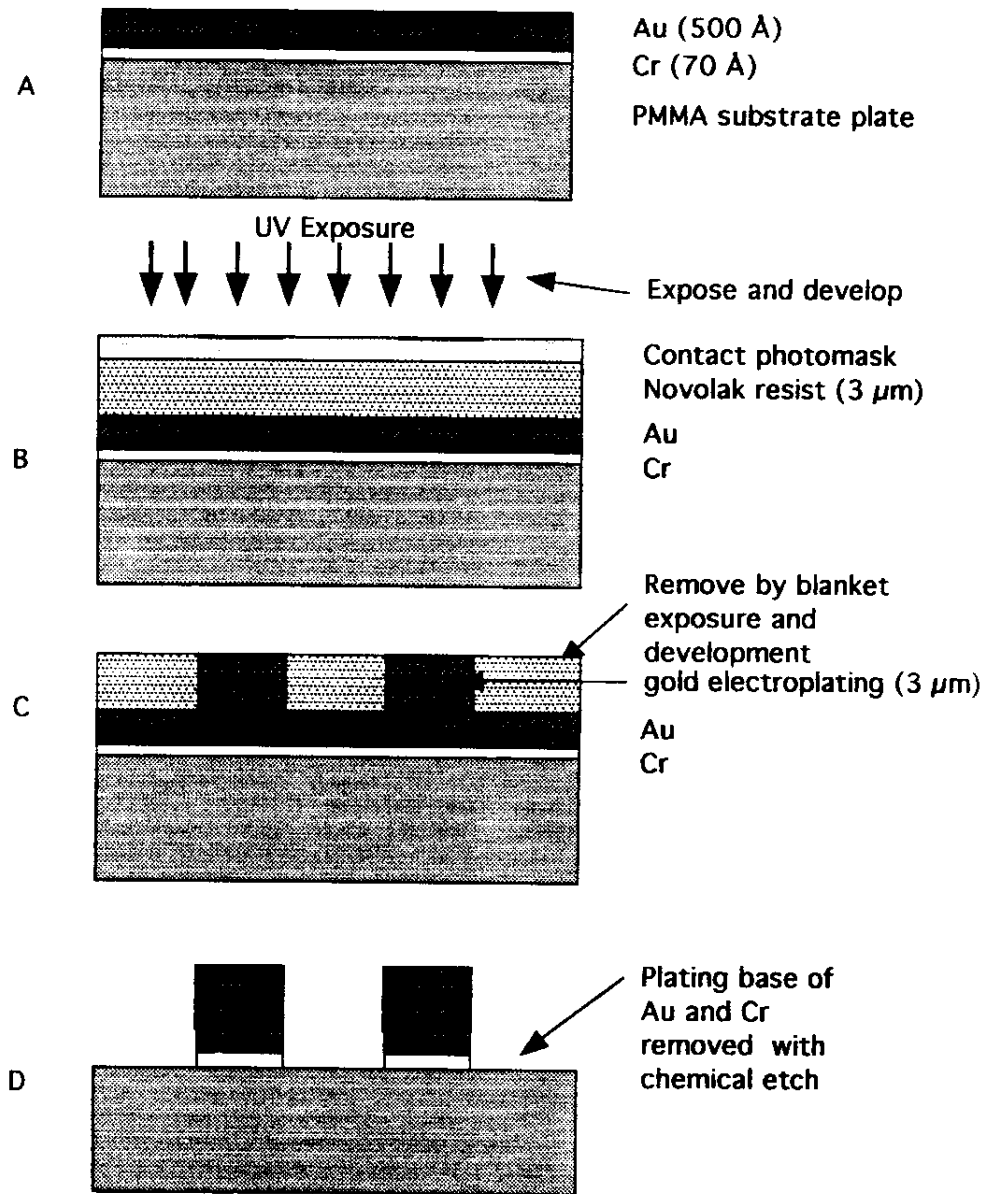 Au (500 Å)
Cr (70 Å)
A
PMMA substrate plate
UV Exposure
Expose and develop
Contact photomask
Novolak resist (3 µm)
Au
B
Cr
Remove by blanket
exposure and
development
gold electroplating (3 µm)
C
Au
Cr
Plating base of
Au and Cr
removed with
D
chemical etch